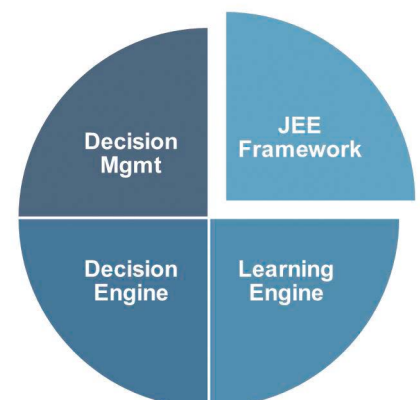 Decision
Mgmt
JEE
Framework
Decision
Engine
Learning
Engine